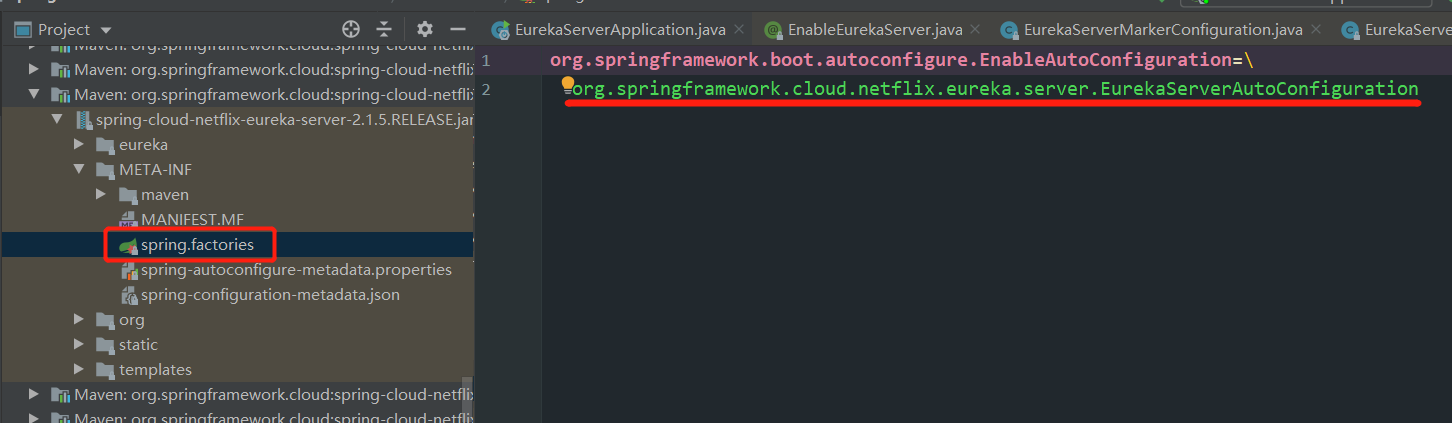 Project
EurekaServerApplication.java
EnableEurekaServer.java
EurekaServerMarkerConfiguration.java
EurekaServe
Maven: org.springframework.cloud:spring-cloud-netflix
Maven: org.springframework.cloud:spring-cloud-netflix
Maven: org.springframework.cloud:spring-cloud-netflix
spring-cloud-netflix-eureka-server-2.1.5.RELEASE.jar
eureka
META-INF
maven
MANIFEST.MF
spring.factories
spring-autoconfigure-metadata.properties
spring-configuration-metadata.json
org
static
templates
Maven: org.springframework.cloud:spring-cloud-netflix
Maven: org.springframework.cloud:spring-cloud-netflix
1 org.springframework.boot.autoconfigure.EnableAutoConfiguration=\
2 org.springframework.cloud.netflix.eureka.server.EurekaServerAutoConfiguration